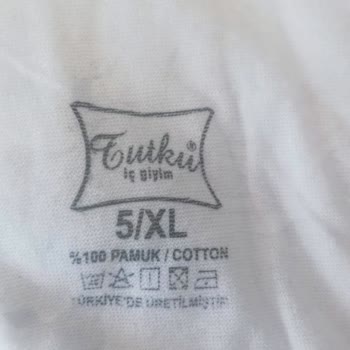 Tutku®
iç giyim
5/XL
%100 PAMUK / COTTON
TÜRKİYE'DE ÜRETİLMİŞTİR